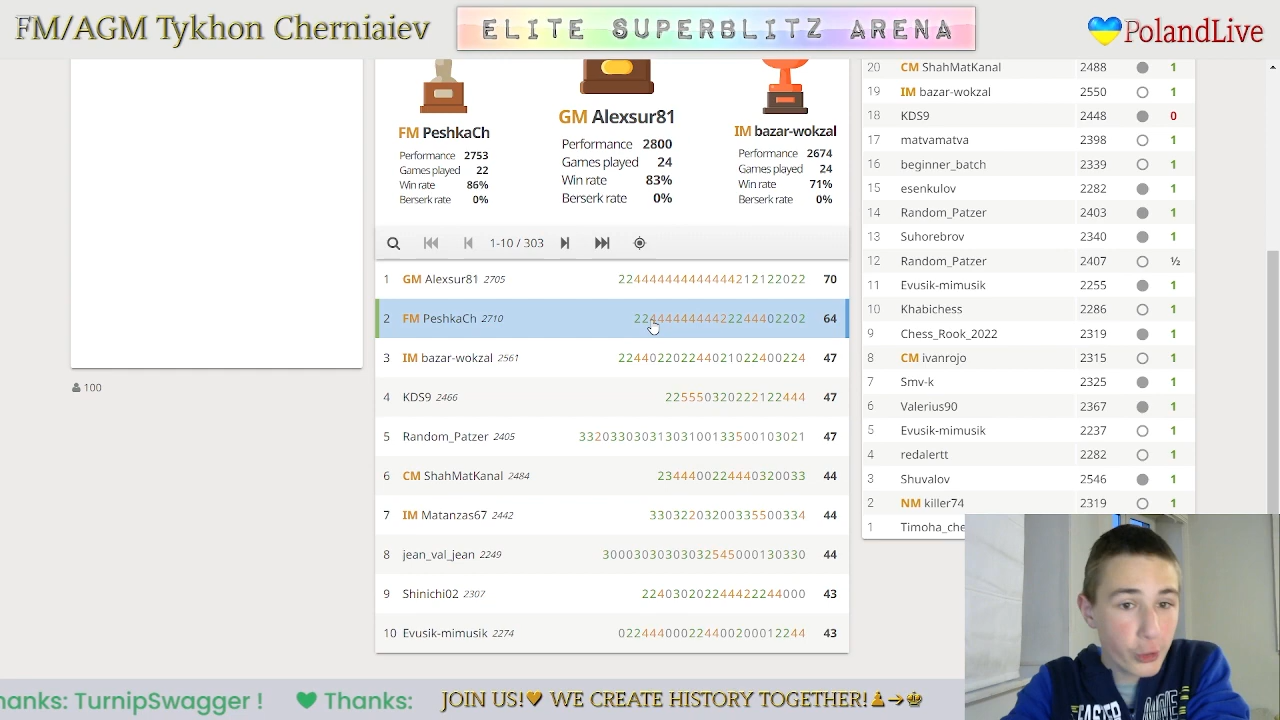 FM/AGM Tykhon Cherniaiev
ELITE SUPERBLITZ ARENA
PolandLive
FM PeshkaCh
Performance 2753
Games played 22
Win rate 86%
Berserk rate 0%
GM Alexsur81
Performance 2800
Games played 24
Win rate 83%
Berserk rate 0%
IM bazar-wokzal
Performance 2674
Games played 24
Win rate 71%
Berserk rate 0%
1-10 / 303
1 GM Alexsur81 2705 22444444444444212122022 70
2 FM PeshkaCh 2710 22444444444422244402202 64
3 IM bazar-wokzal 2561 224402202244021022400224 47
4 KDS9 2466 225550320222122444 47
5 Random_Patzer 2405 33203303031303100133500103021 47
6 CM ShahMatKanal 2484 2344400224440320033 44
7 IM Matanzas67 2442 33032203200335500334 44
8 jean_val_jean 2249 30003030303032545000130330 44
9 Shinichi02 2307 224030202244422244000 43
10 Evusik-mimusik 2274 022444000224400200012244 43
100
20 CM ShahMatKanal 2488 1
19 IM bazar-wokzal 2550 1
18 KDS9 2448 0
17 matvamatva 2398 1
16 beginner_batch 2339 1
15 esenkulov 2282 1
14 Random_Patzer 2403 1
13 Suhorebrov 2340 1
12 Random_Patzer 2407 ½
11 Evusik-mimusik 2255 1
10 Khabichess 2286 1
9 Chess_Rook_2022 2319 1
8 CM ivanrojo 2315 1
7 Smv-k 2325 1
6 Valerius90 2367 1
5 Evusik-mimusik 2237 1
4 redalertt 2282 1
3 Shuvalov 2546 1
2 NM killer74 2319 1
1 Timoha_che
hanks: TurnipSwagger ! Thanks:
JOIN US! WE CREATE HISTORY TOGETHER!